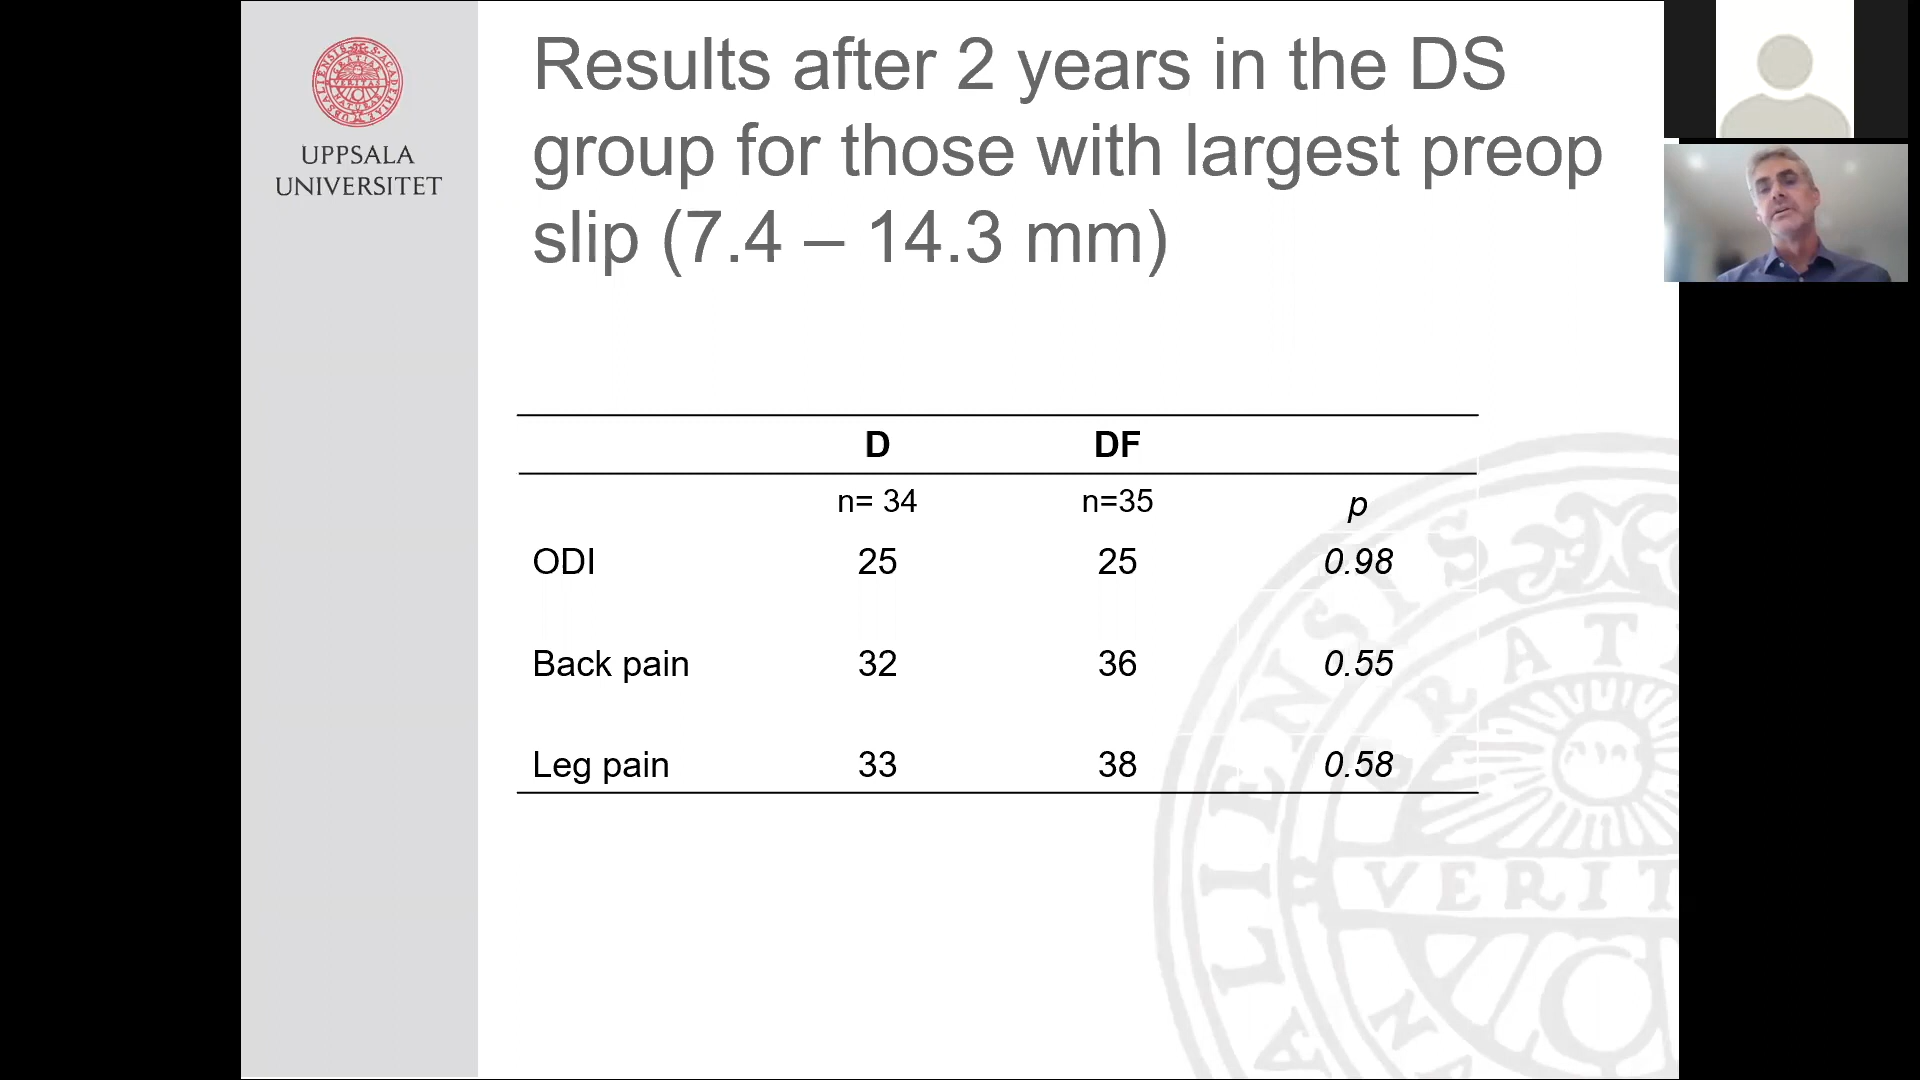 Results after 2 years in the DS
group for those with largest preop
slip (7.4 – 14.3 mm)
UPPSALA
UNIVERSITET
D DF
n= 34 n=35 p
ODI 25 25 0.98
Back pain 32 36 0.55
Leg pain 33 38 0.58
VERIT